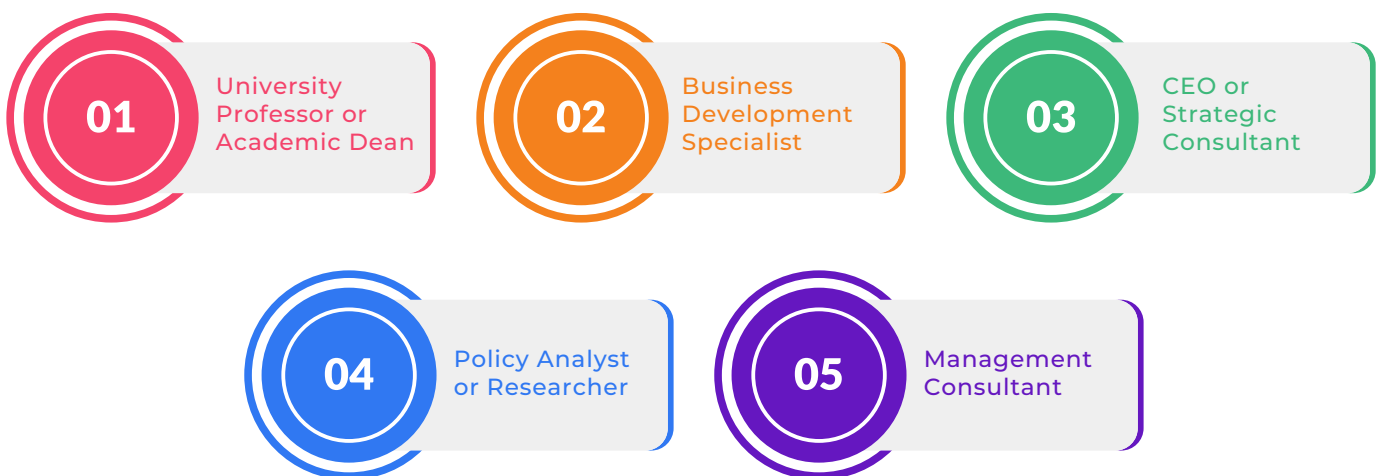 01
University
Professor or
Academic Dean
02
Business
Development
Specialist
03
CEO or
Strategic
Consultant
04
Policy Analyst
or Researcher
05
Management
Consultant